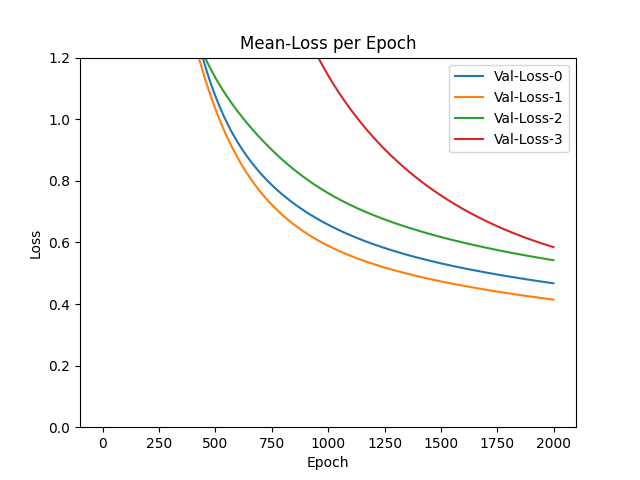 Mean-Loss per Epoch
1.2
1.0
0.8
0.6
0.4
0.2
0.0
Loss
Val-Loss-0
Val-Loss-1
Val-Loss-2
Val-Loss-3
0 250 500 750 1000 1250 1500 1750 2000
Epoch